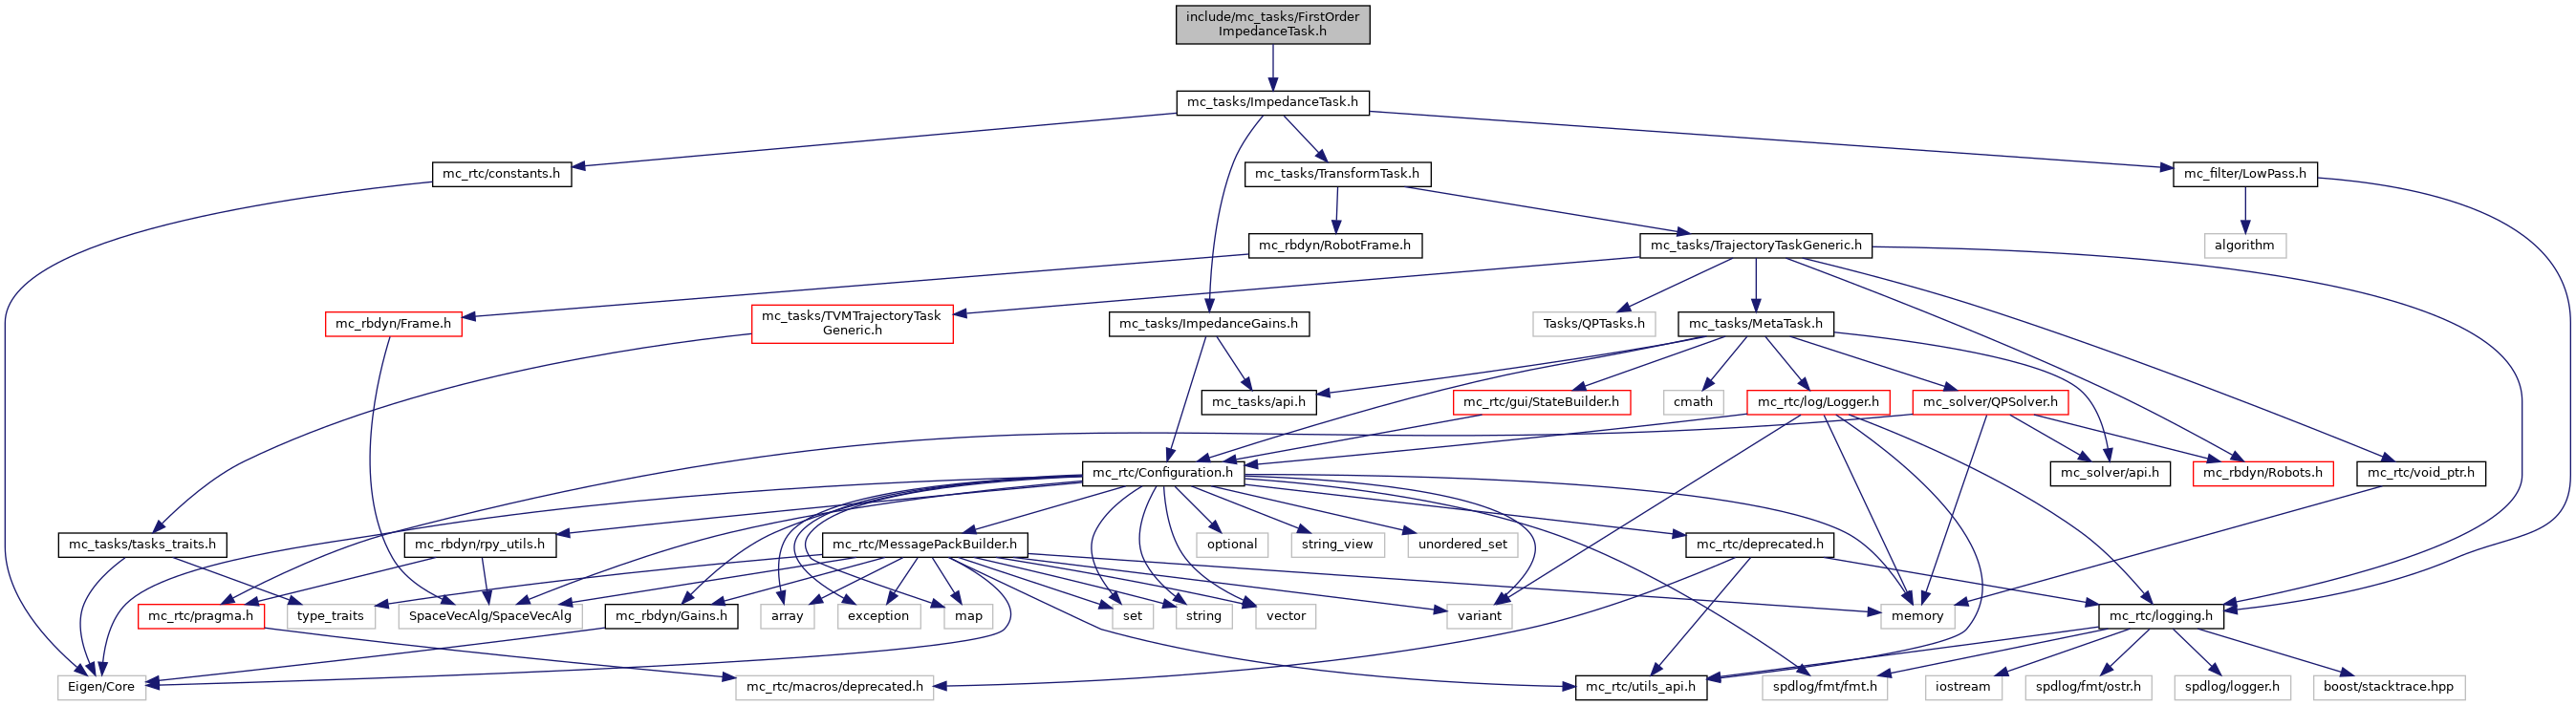 include/mc_tasks/FirstOrder
ImpedanceTask.h
mc_tasks/ImpedanceTask.h
mc_rtc/constants.h
mc_tasks/TransformTask.h
mc_filter/LowPass.h
mc_rbdyn/RobotFrame.h
mc_tasks/TrajectoryTaskGeneric.h
algorithm
mc_rbdyn/Frame.h
mc_tasks/TVMTrajectoryTask
Generic.h
mc_tasks/ImpedanceGains.h
Tasks/QPTasks.h
mc_tasks/MetaTask.h
mc_tasks/api.h
mc_rtc/gui/StateBuilder.h
cmath
mc_rtc/log/Logger.h
mc_solver/QPSolver.h
mc_rtc/Configuration.h
mc_solver/api.h
mc_rbdyn/Robots.h
mc_rtc/void_ptr.h
mc_tasks/tasks_traits.h
mc_rbdyn/rpy_utils.h
mc_rtc/MessagePackBuilder.h
optional
string_view
unordered_set
mc_rtc/deprecated.h
mc_rtc/pragma.h
type_traits
SpaceVecAlg/SpaceVecAlg
mc_rbdyn/Gains.h
array
exception
map
set
string
vector
variant
memory
mc_rtc/logging.h
Eigen/Core
mc_rtc/macros/deprecated.h
mc_rtc/utils_api.h
spdlog/fmt/fmt.h
iostream
spdlog/fmt/ostr.h
spdlog/logger.h
boost/stacktrace.hpp